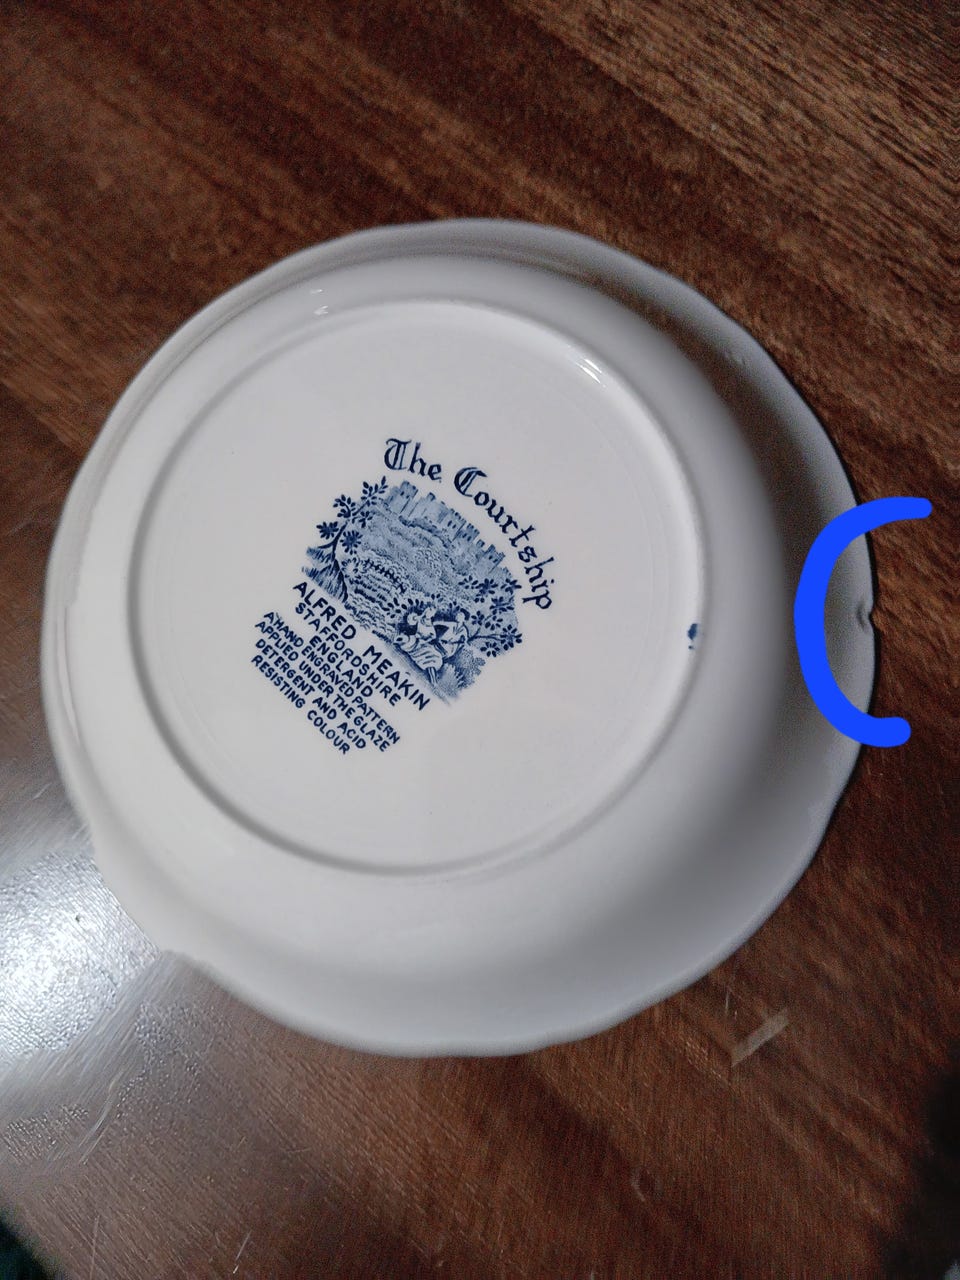 The Courtship
ALFRED MEAKIN
STAFFORDSHIRE
ENGLAND
A HAND ENGRAVED PATTERN
APPLIED UNDER THE GLAZE
DETERGENT AND ACID
RESISTING COLOUR